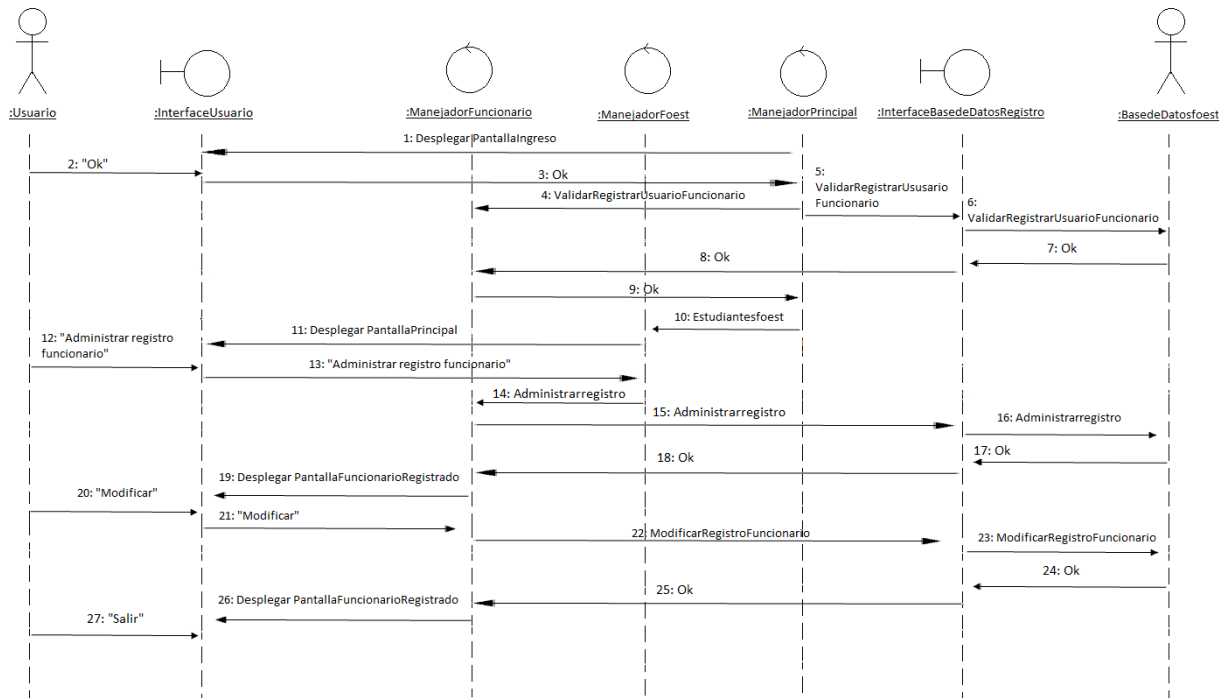 :Usuario
:InterfaceUsuario
:ManejadorFuncionario
:ManejadorFoest
:ManejadorPrincipal
:InterfaceBasedeDatosRegistro
:BasedeDatosfoest
1: Desplegar PantallaIngreso
2: "Ok"
3: Ok
4: ValidarRegistrarUsuarioFuncionario
5:
ValidarRegistrarUsusario
Funcionario
6:
ValidarRegistrarUsuarioFuncionario
7: Ok
8: Ok
9: Ok
10: Estudiantesfoest
11: Desplegar PantallaPrincipal
12: "Administrar registro
funcionario"
13: "Administrar registro funcionario"
14: Administrarregistro
15: Administrarregistro
16: Administrarregistro
17: Ok
18: Ok
19: Desplegar PantallaFuncionarioRegistrado
20: "Modificar"
21: "Modificar"
22: ModificarRegistroFuncionario
23: ModificarRegistroFuncionario
24: Ok
25: Ok
26: Desplegar PantallaFuncionarioRegistrado
27: "Salir"